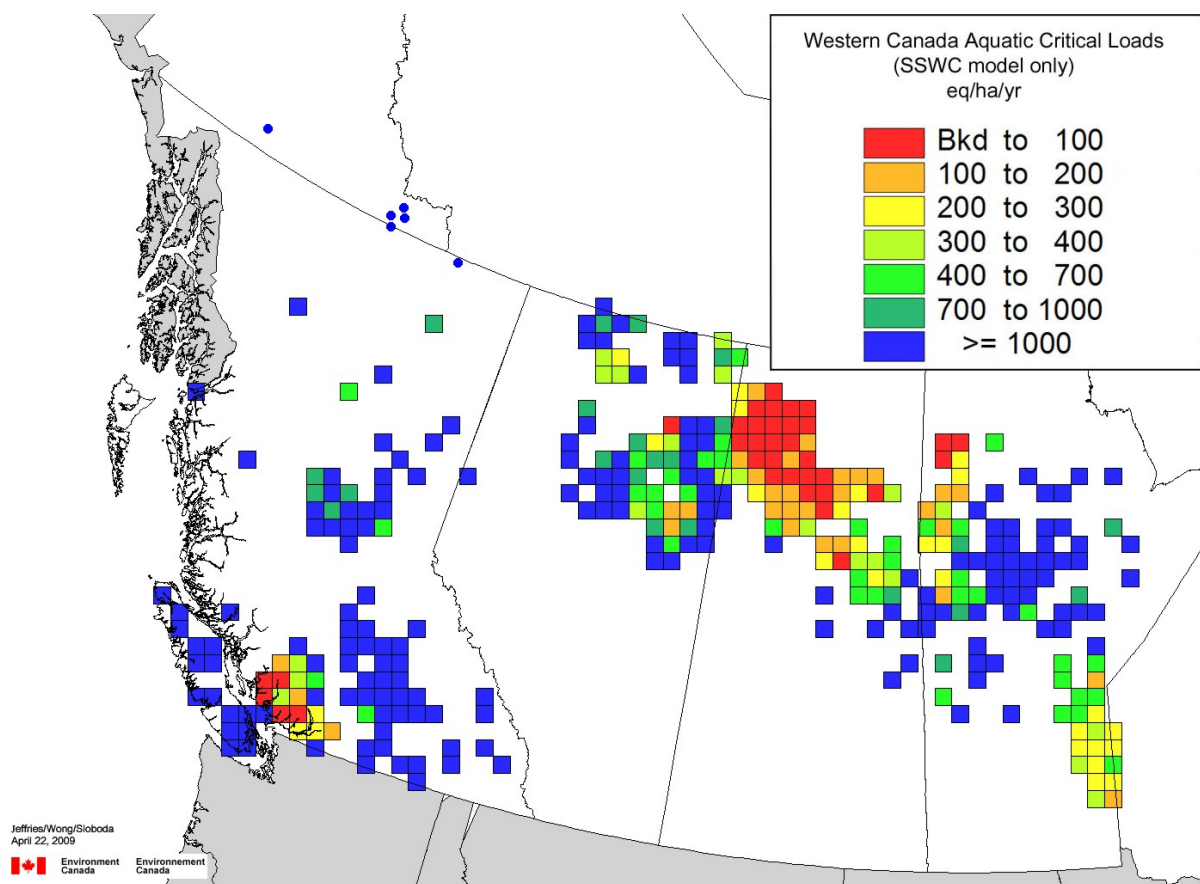 Western Canada Aquatic Critical Loads
(SSWC model only)
eq/ha/yr
Bkd to 100
100 to 200
200 to 300
300 to 400
400 to 700
700 to 1000
>= 1000
Jeffries/Wong/Sloboda
April 22, 2009
Environment Environnement
Canada Canada